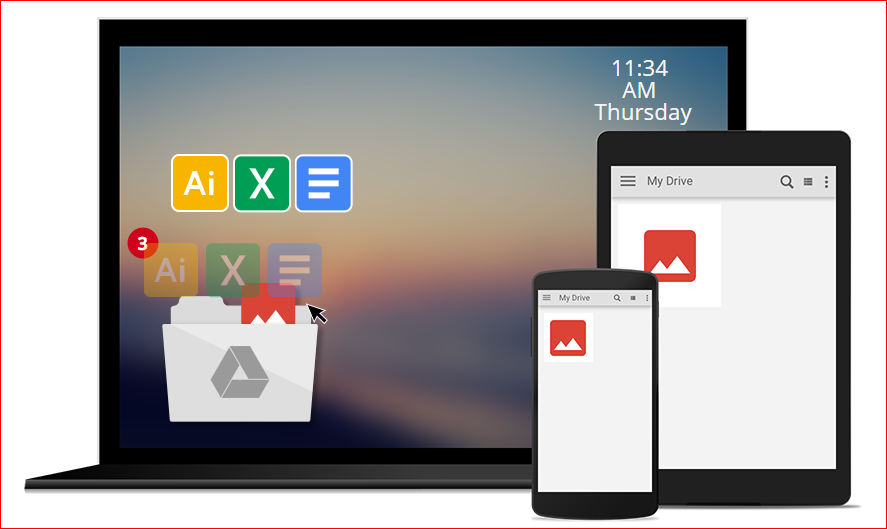 11:34
AM
Thursday
Ai X
3
Ai X
My Drive
My Drive